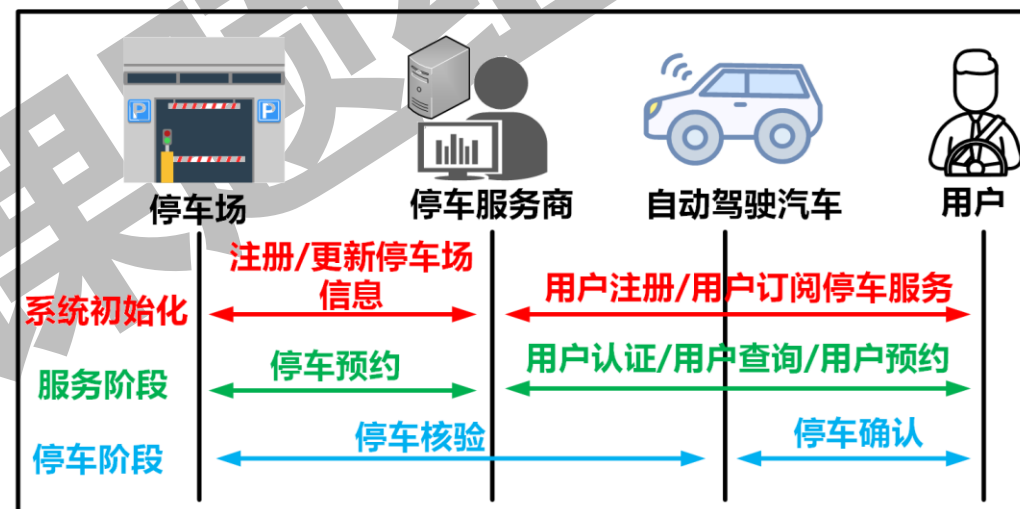 课题组
P
P
停车场
停车服务商
自动驾驶汽车
用户
注册/更新停车场
信息
用户注册/用户订阅停车服务
系统初始化
停车预约
用户认证/用户查询/用户预约
服务阶段
停车核验
停车确认
停车阶段